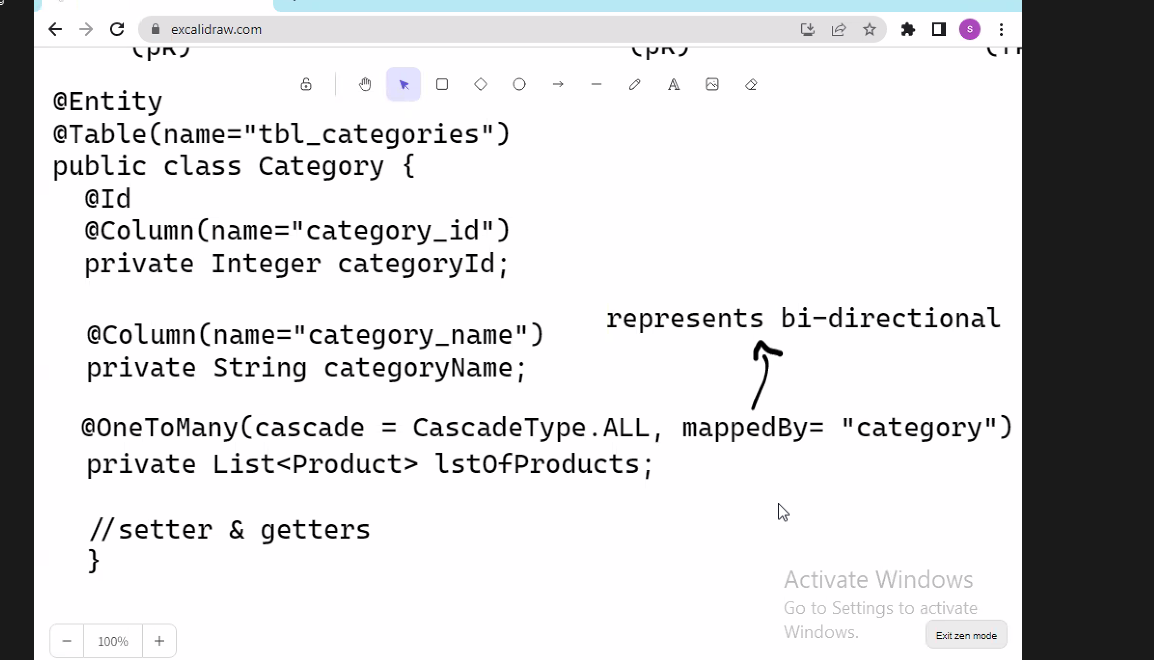 excalidraw.com
S
(pk)
(pk)
@Entity
@Table(name="tbl_categories")
public class Category {
@Id
@Column(name="category_id")
private Integer categoryId;
represents bi-directional
@Column(name="category_name")
private String categoryName;
@OneToMany(cascade = CascadeType.ALL, mappedBy= "category")
private List<Product> lstOfProducts;
//setter & getters
}
Activate Windows
Go to Settings to activate
Windows.
Exit zen mode
− 100% +